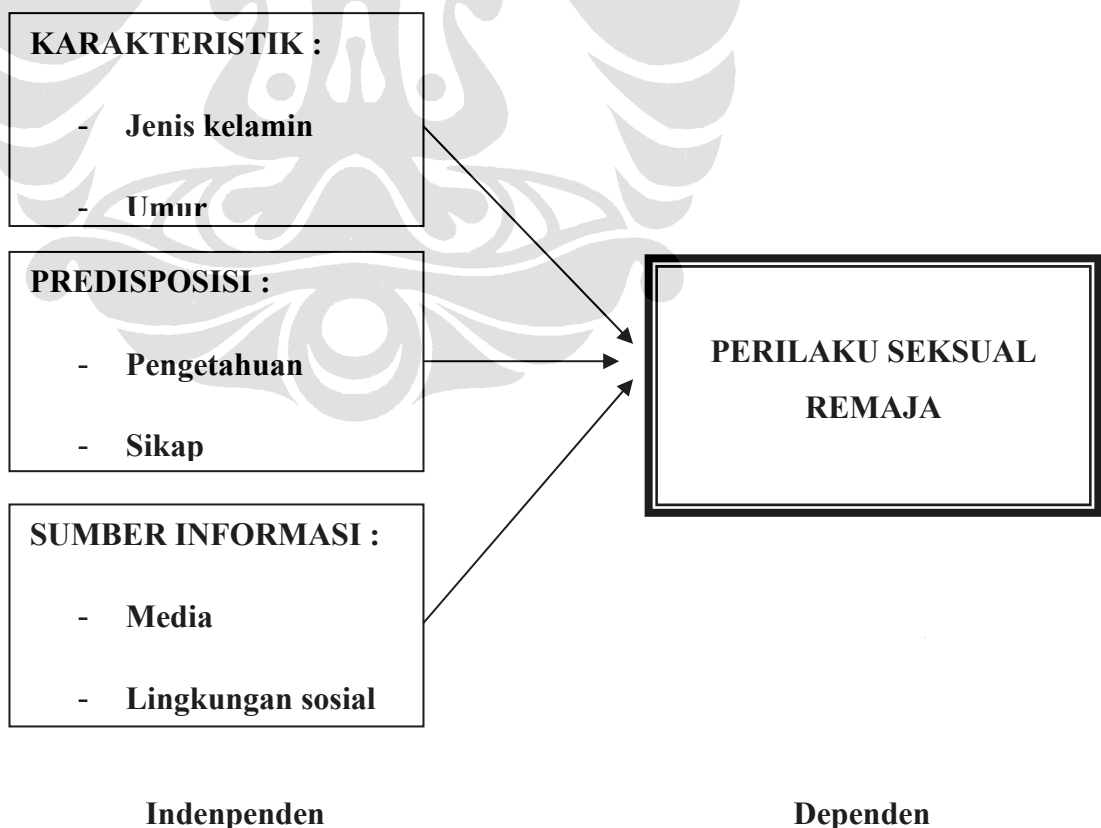 KARAKTERISTIK :
- Jenis kelamin
- Umur
PREDISPOSISI :
- Pengetahuan
- Sikap
SUMBER INFORMASI :
- Media
- Lingkungan sosial
PERILAKU SEKSUAL
REMAJA
Indenpenden
Dependen